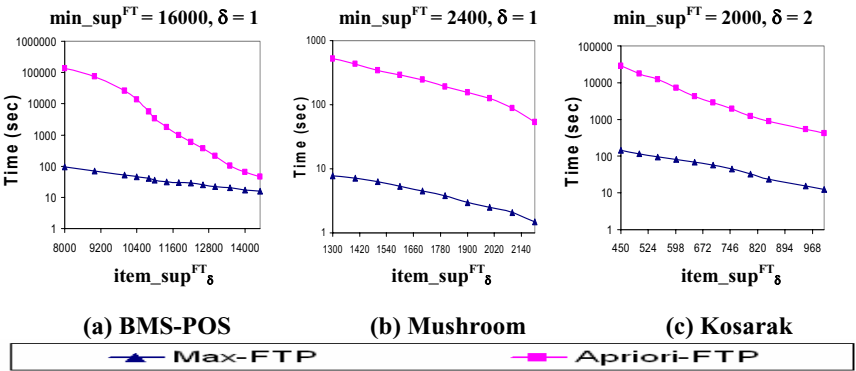 min_sup^FT = 16000, δ = 1
1000000
100000
10000
1000
100
10
1
Time (sec)
8000 9200 10400 11600 12800 14000
item_sup^FT_δ
(a) BMS-POS
min_sup^FT = 2400, δ = 1
1000
100
10
1
Time (sec)
1300 1420 1540 1660 1780 1900 2020 2140
item_sup^FT_δ
(b) Mushroom
min_sup^FT = 2000, δ = 2
100000
10000
1000
100
10
1
Time (sec)
450 524 598 672 746 820 894 968
item_sup^FT_δ
(c) Kosarak
Max-FTP Apriori-FTP